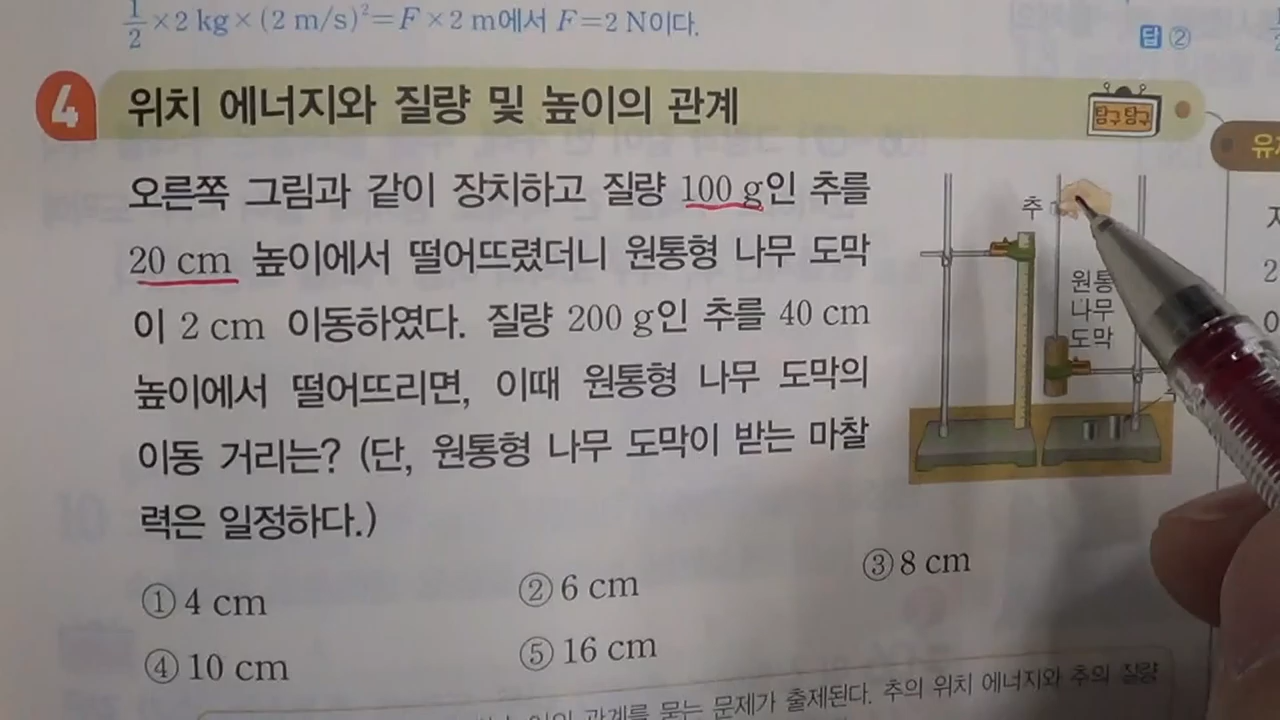 1/2 ×2 kg×(2 m/s)²=F×2 m에서 F=2 N이다.
답 ②
4 위치 에너지와 질량 및 높이의 관계
탐구탐구
오른쪽 그림과 같이 장치하고 질량 100 g인 추를
20 cm 높이에서 떨어뜨렸더니 원통형 나무 도막
이 2 cm 이동하였다. 질량 200 g인 추를 40 cm
높이에서 떨어뜨리면, 이때 원통형 나무 도막의
이동 거리는? (단, 원통형 나무 도막이 받는 마찰
력은 일정하다.)
추
원통
나무
도막
① 4 cm ② 6 cm ③ 8 cm
④ 10 cm ⑤ 16 cm
관계를 묻는 문제가 출제된다. 추의 위치 에너지와 추의 질량